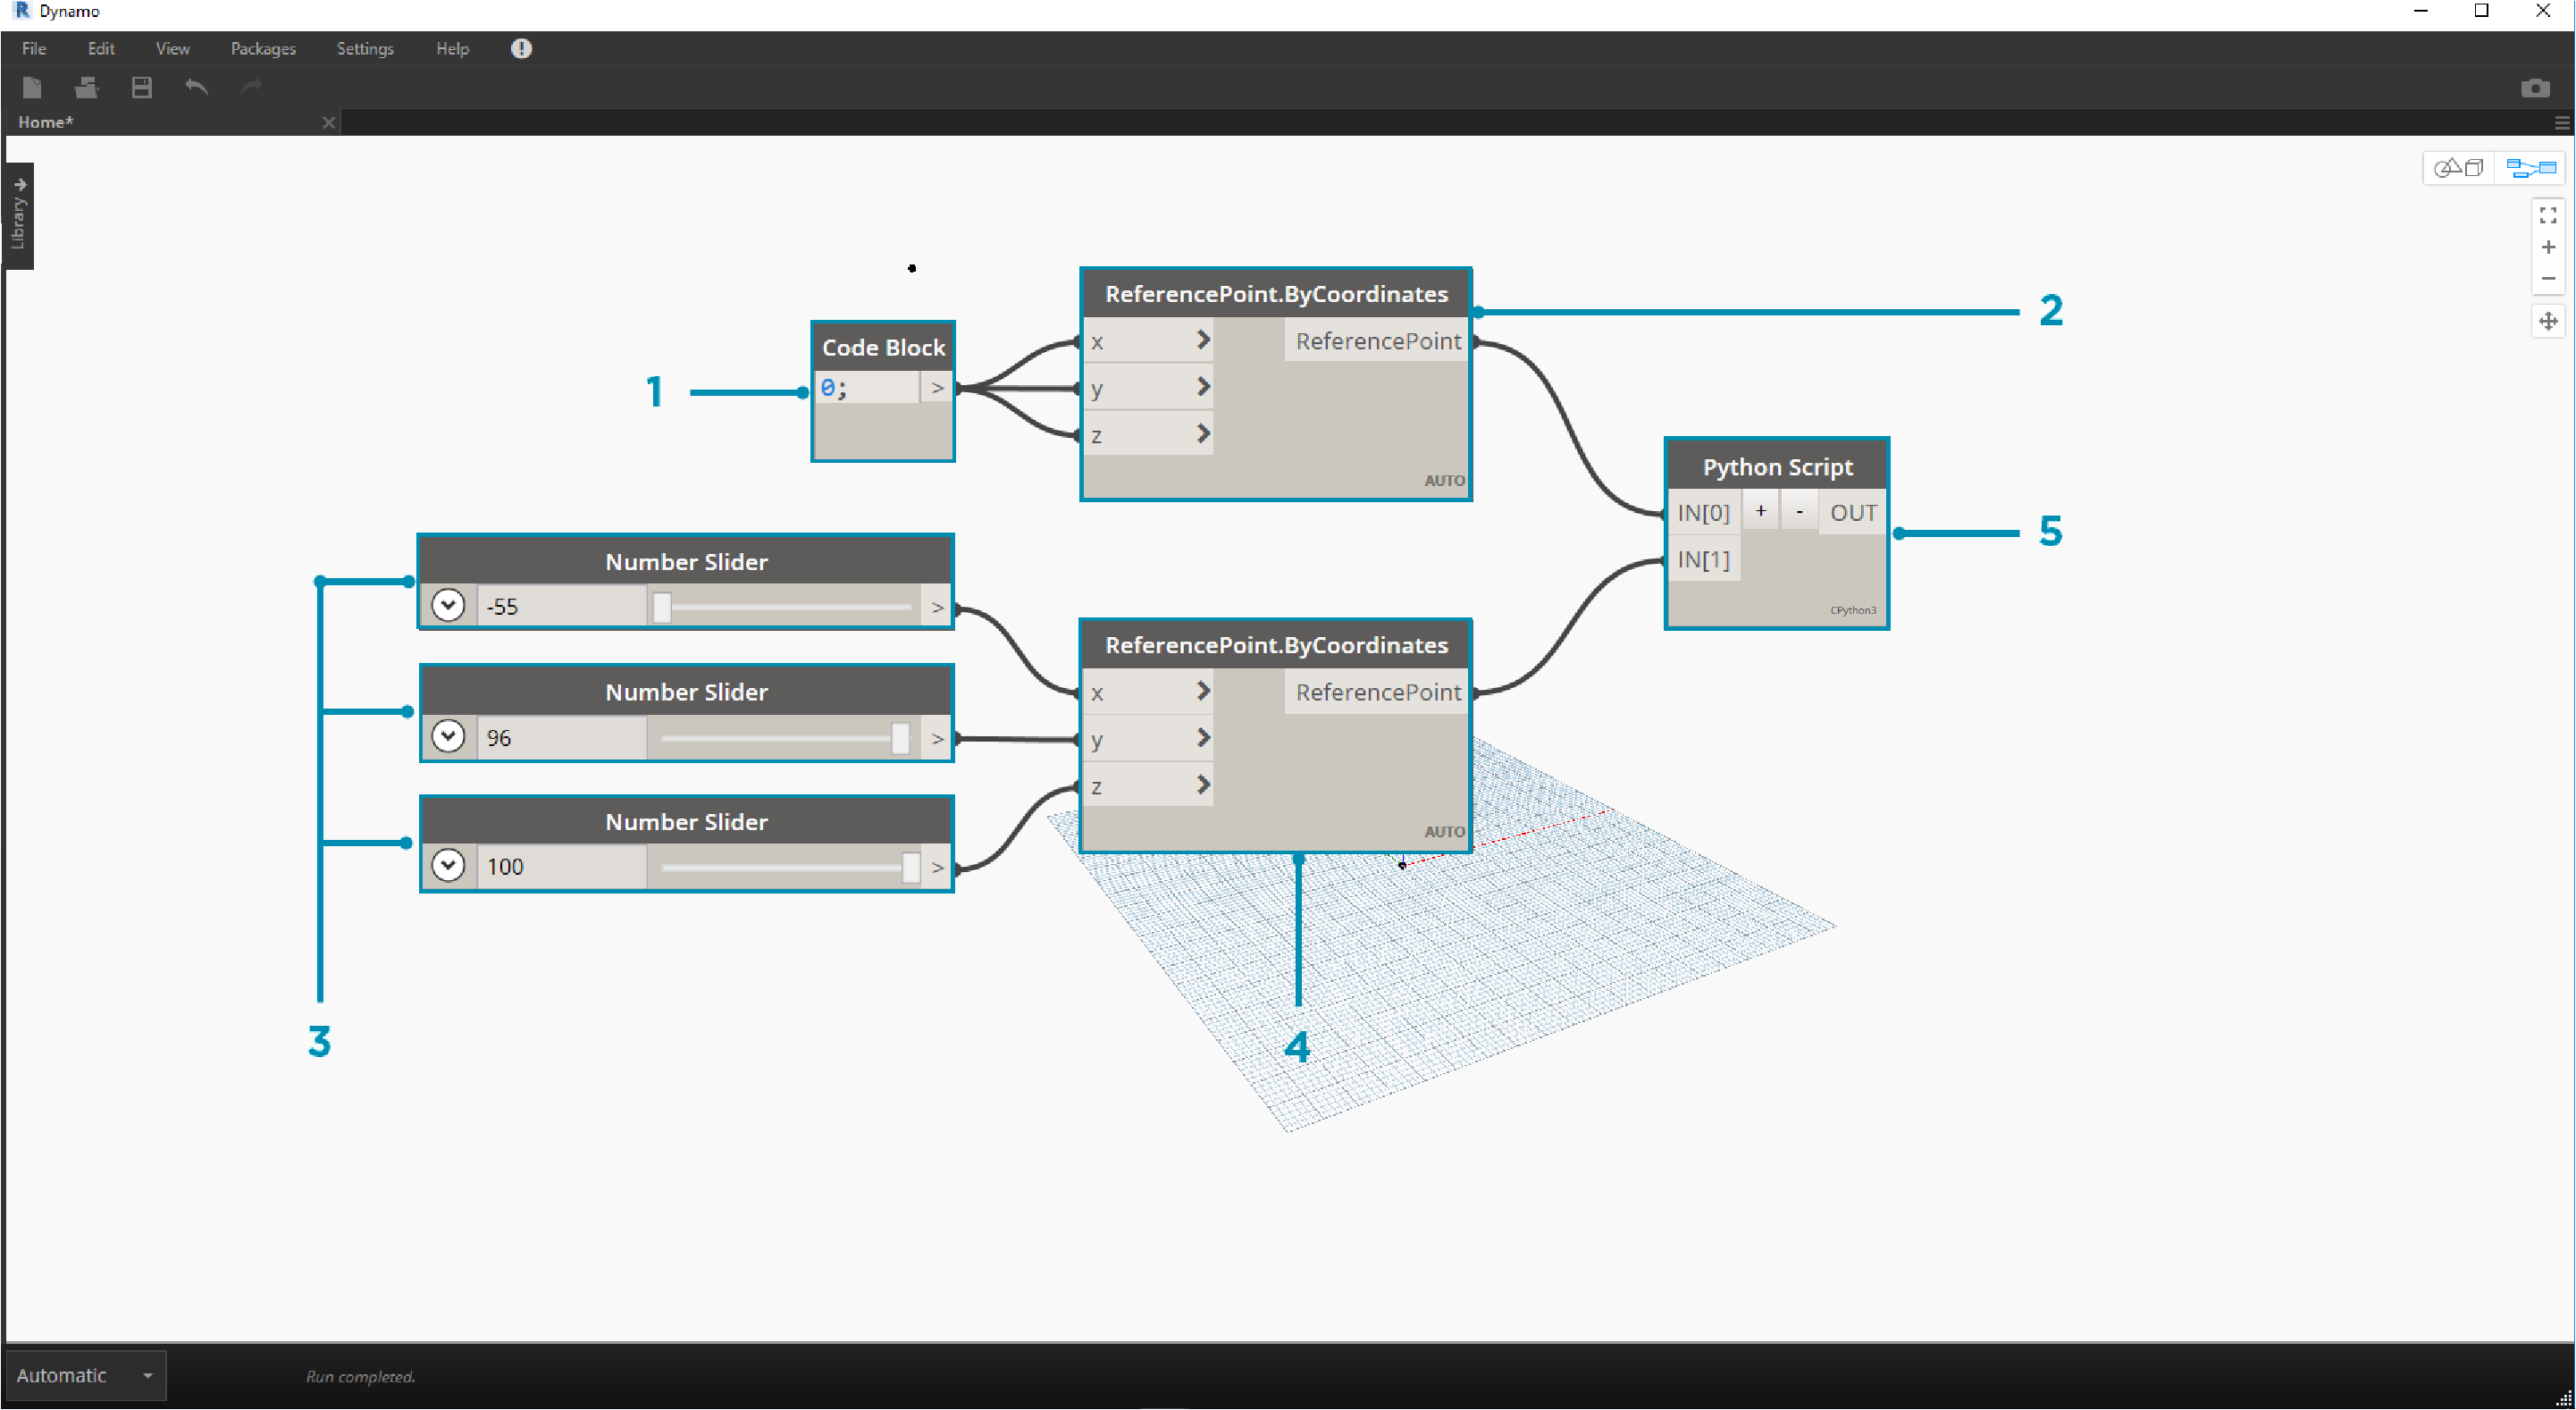 Dynamo
File Edit View Packages Settings Help
Home*
Library
ReferencePoint.ByCoordinates
x > ReferencePoint
y >
z >
AUTO
2
Code Block
0; >
1
Python Script
IN[0] + - OUT
IN[1]
CPython3
5
Number Slider
-55 >
Number Slider
96 >
Number Slider
100 >
3
ReferencePoint.ByCoordinates
x > ReferencePoint
y >
z >
AUTO
4
Automatic
Run completed.